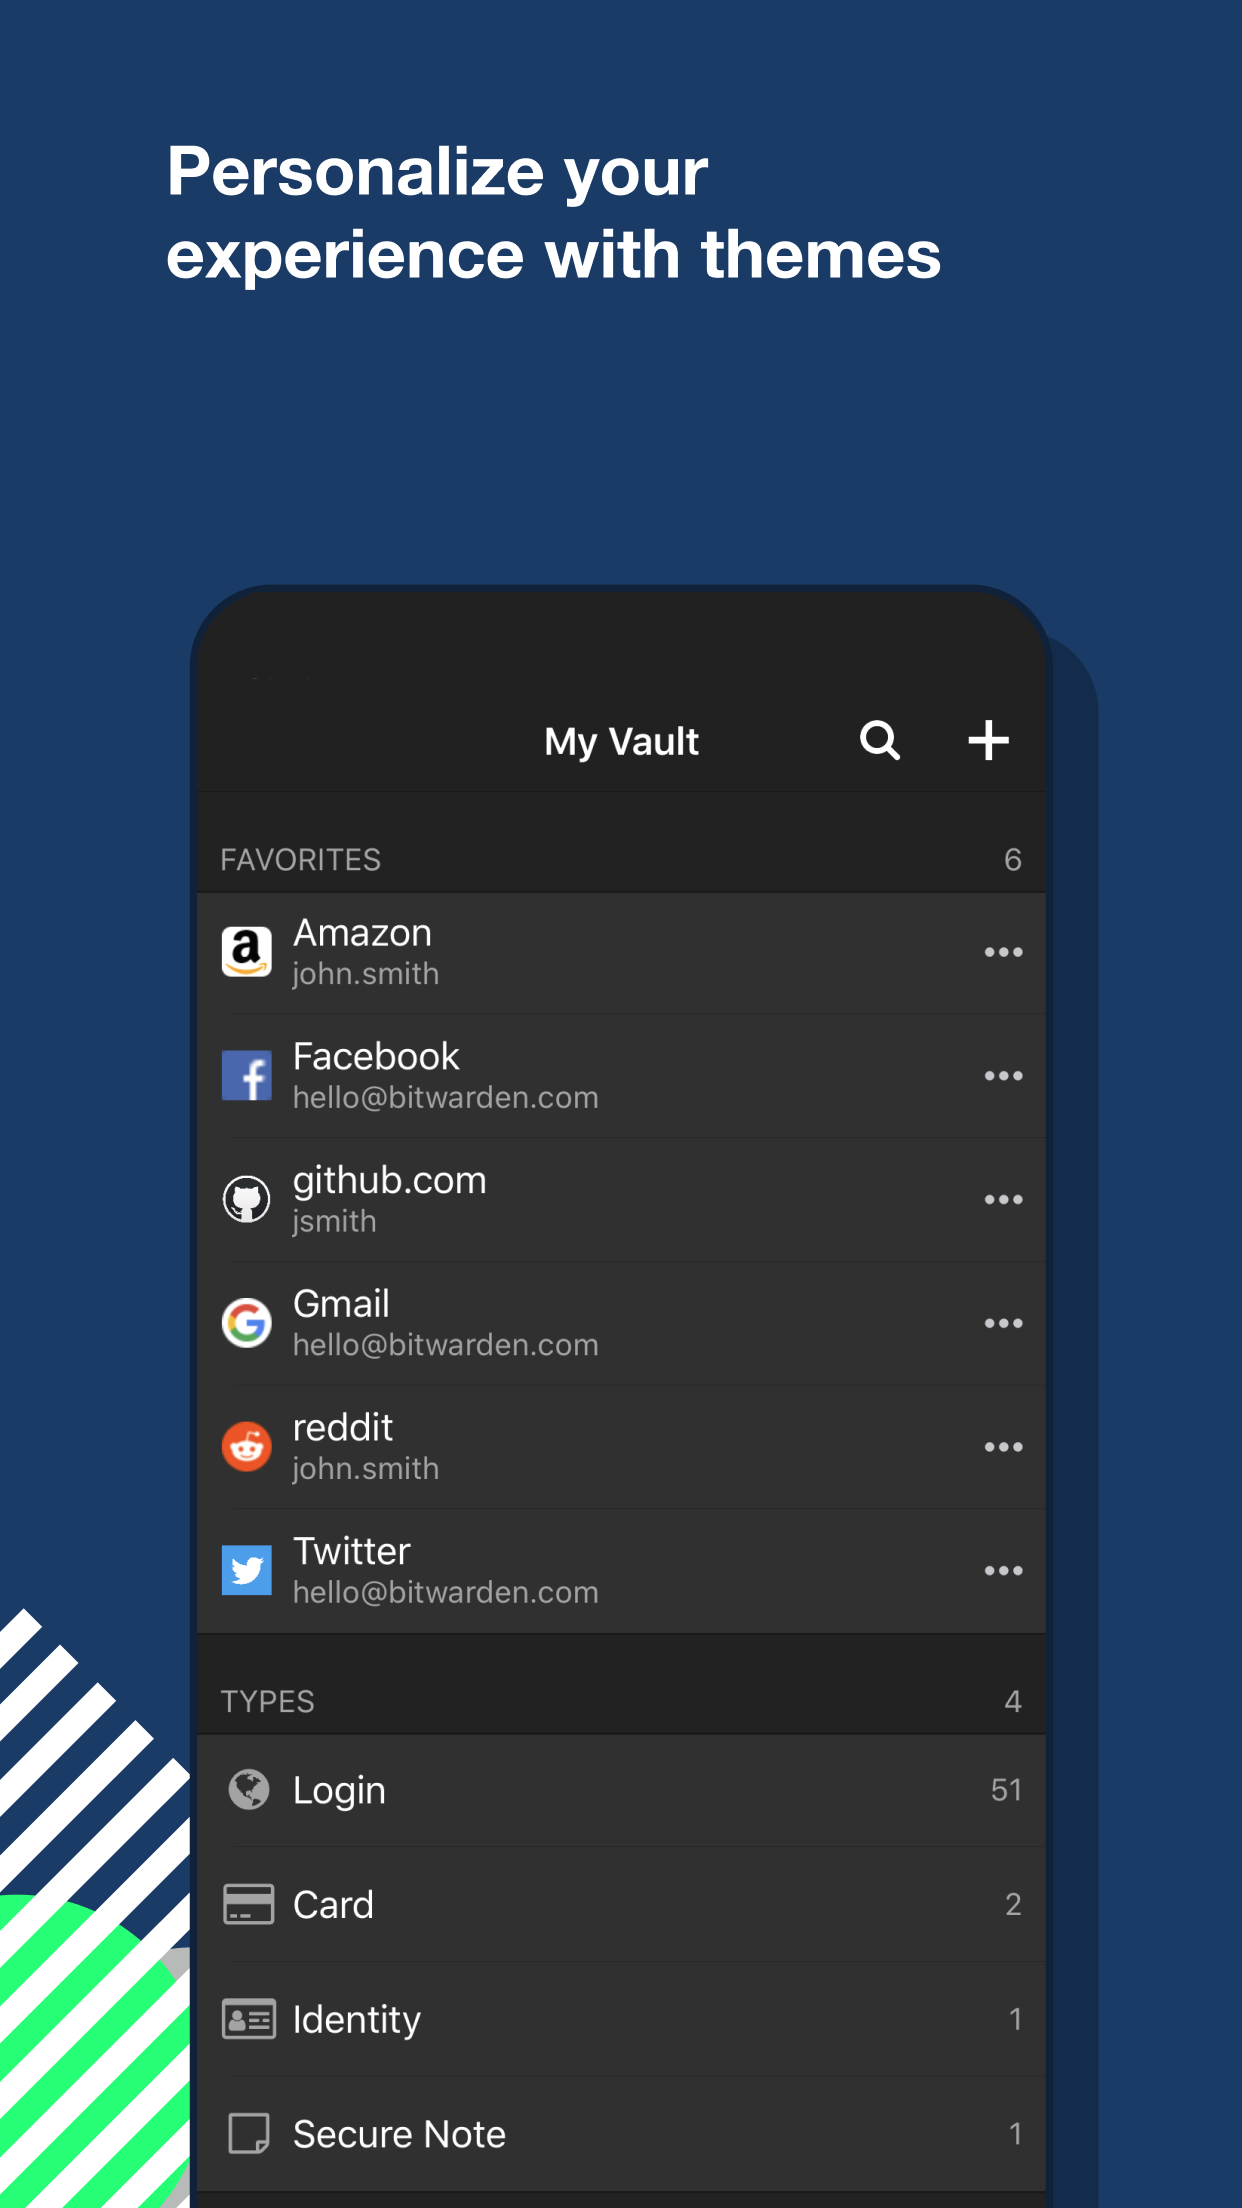 Personalize your
experience with themes
My Vault
FAVORITES 6
Amazon
john.smith
Facebook
hello@bitwarden.com
github.com
jsmith
Gmail
hello@bitwarden.com
reddit
john.smith
Twitter
hello@bitwarden.com
TYPES 4
Login 51
Card 2
Identity 1
Secure Note 1